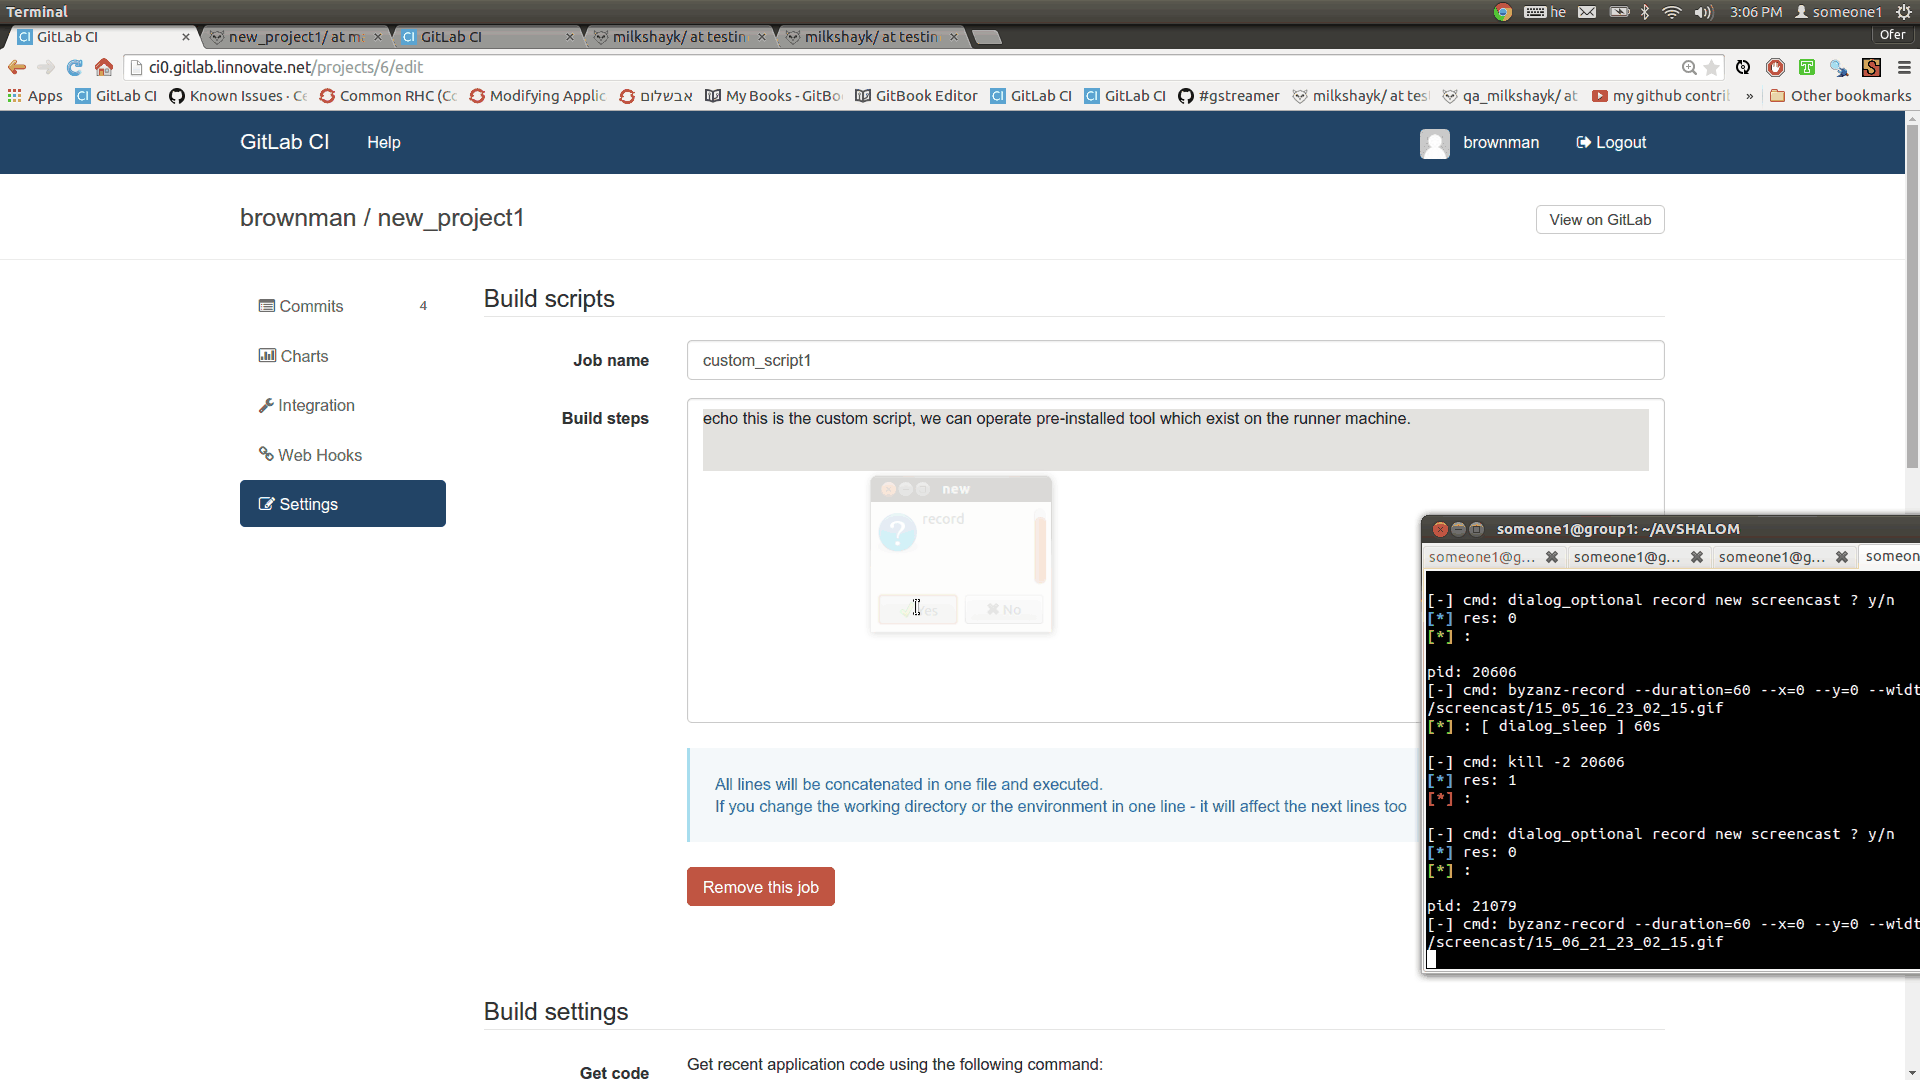 Terminal
he
3:06 PM
someone1
GitLab CI
new_project1/ at m
GitLab CI
milkshayk/ at testin
milkshayk/ at testin
Ofer
ci0.gitlab.linnovate.net/projects/6/edit
Apps
GitLab CI
Known Issues · Ce
Common RHC (Co
Modifying Applic
אבשלום
My Books · GitBo
GitBook Editor
GitLab CI
GitLab CI
#gstreamer
milkshayk/ at tes
qa_milkshayk/ at
my github contri
»
Other bookmarks
GitLab CI
Help
brownman
Logout
brownman / new_project1
View on GitLab
Commits
4
Charts
Integration
Web Hooks
Settings
Build scripts
Job name
custom_script1
Build steps
echo this is the custom script, we can operate pre-installed tool which exist on the runner machine.
new
record
Yes
No
All lines will be concatenated in one file and executed.
If you change the working directory or the environment in one line - it will affect the next lines too
Remove this job
someone1@group1: ~/AVSHALOM
someone1@g...
someone1@g...
someone1@g...
someon
[-] cmd: dialog_optional record new screencast ? y/n
[*] res: 0
[*] :
pid: 20606
[-] cmd: byzanz-record --duration=60 --x=0 --y=0 --widt
/screencast/15_05_16_23_02_15.gif
[*] : [ dialog_sleep ] 60s
[-] cmd: kill -2 20606
[*] res: 1
[*] :
[-] cmd: dialog_optional record new screencast ? y/n
[*] res: 0
[*] :
pid: 21079
[-] cmd: byzanz-record --duration=60 --x=0 --y=0 --widt
/screencast/15_06_21_23_02_15.gif
Build settings
Get code
Get recent application code using the following command: